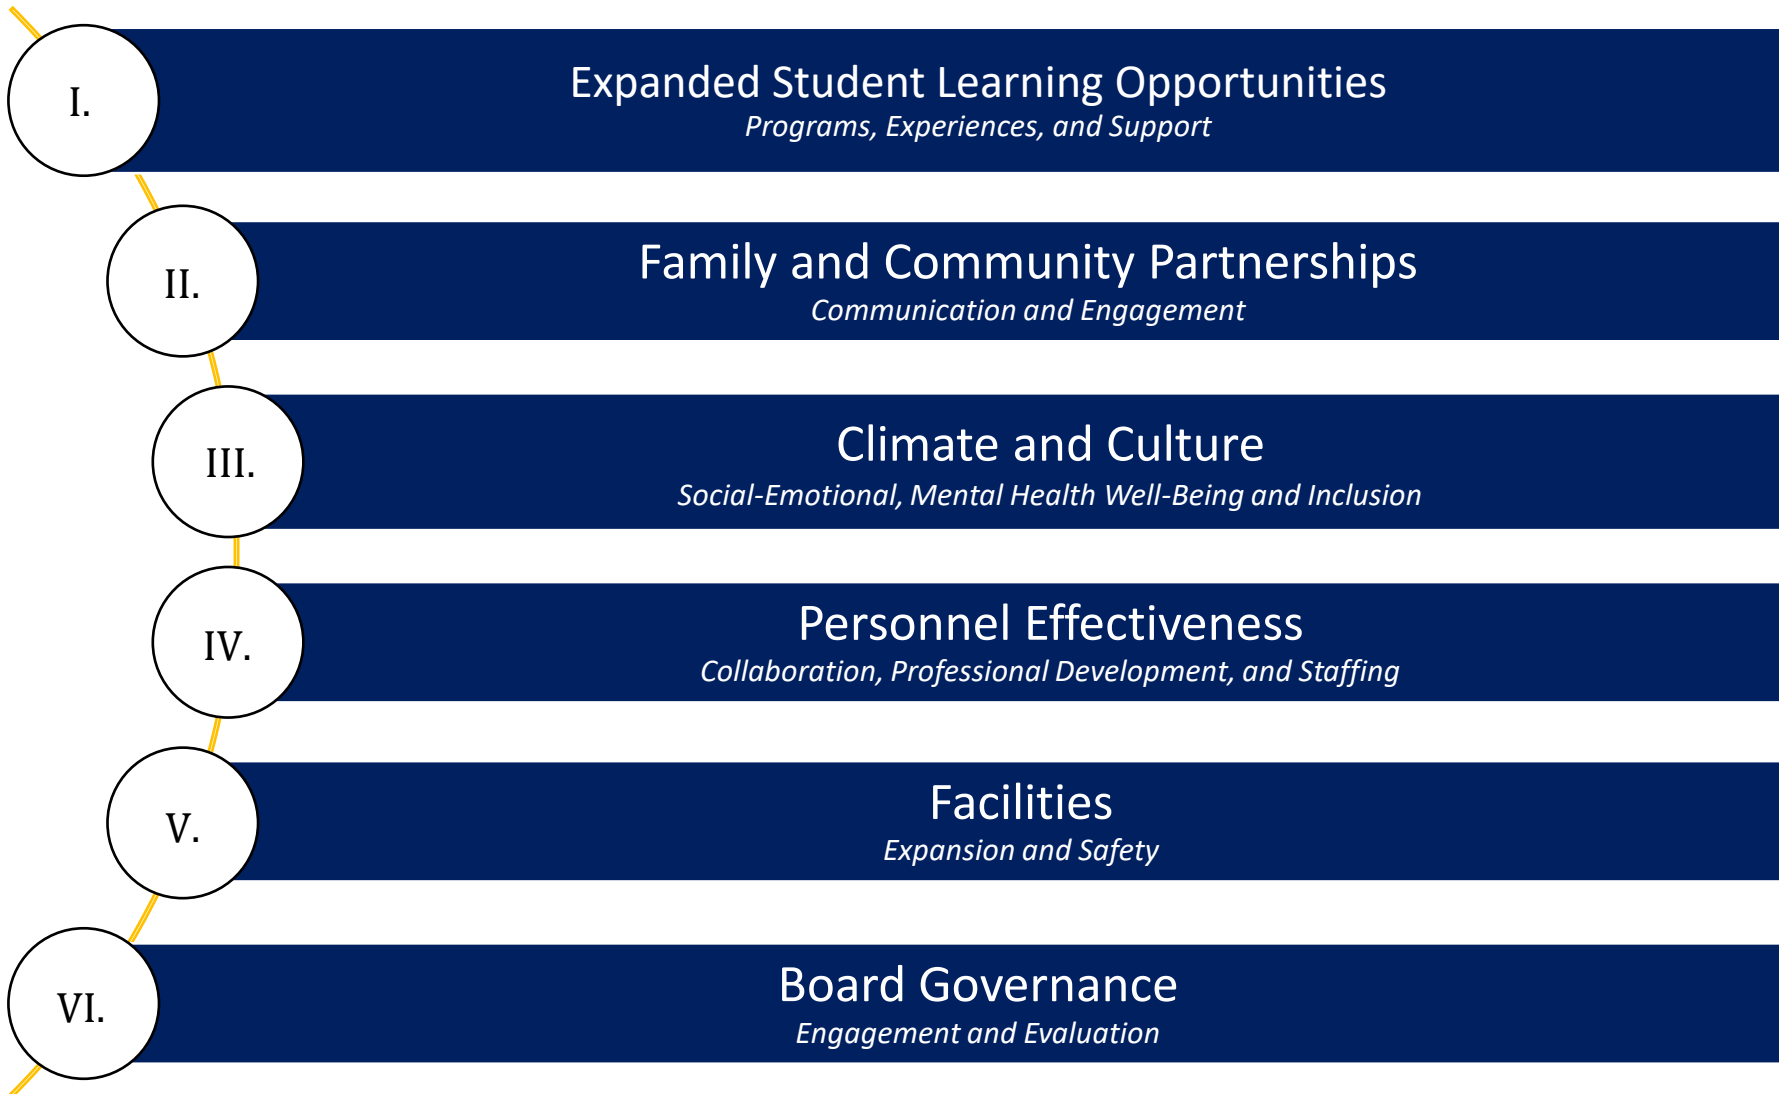 I.
Expanded Student Learning Opportunities
Programs, Experiences, and Support
II.
Family and Community Partnerships
Communication and Engagement
III.
Climate and Culture
Social-Emotional, Mental Health Well-Being and Inclusion
IV.
Personnel Effectiveness
Collaboration, Professional Development, and Staffing
V.
Facilities
Expansion and Safety
VI.
Board Governance
Engagement and Evaluation